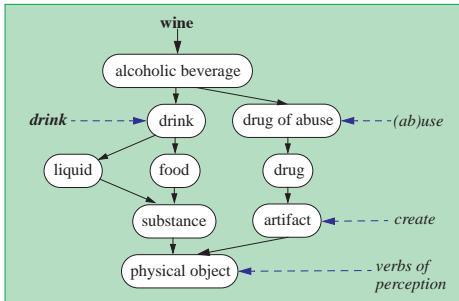 wine
alcoholic beverage
drink
drink
drug of abuse
(ab)use
liquid
food
drug
substance
artifact
create
physical object
verbs of
perception